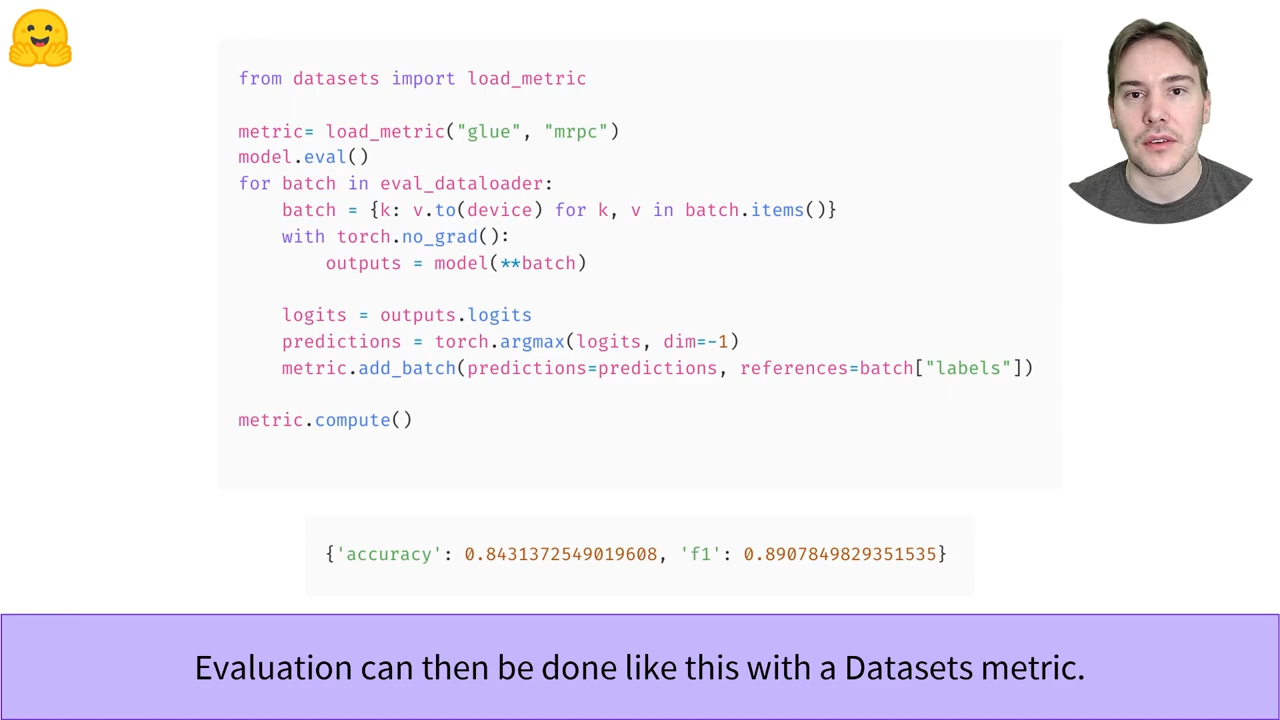 from datasets import load_metric
metric= load_metric("glue", "mrpc")
model.eval()
for batch in eval_dataloader:
    batch = {k: v.to(device) for k, v in batch.items()}
    with torch.no_grad():
        outputs = model(**batch)
    logits = outputs.logits
    predictions = torch.argmax(logits, dim=-1)
    metric.add_batch(predictions=predictions, references=batch["labels"])
metric.compute()
{'accuracy': 0.8431372549019608, 'f1': 0.8907849829351535}
Evaluation can then be done like this with a Datasets metric.